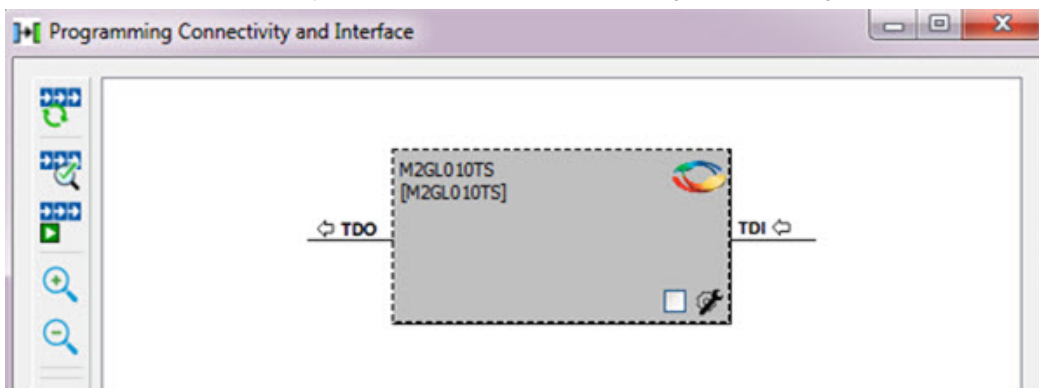 Programming Connectivity and Interface
M2GL010TS
[M2GL010TS]
TDO
TDI